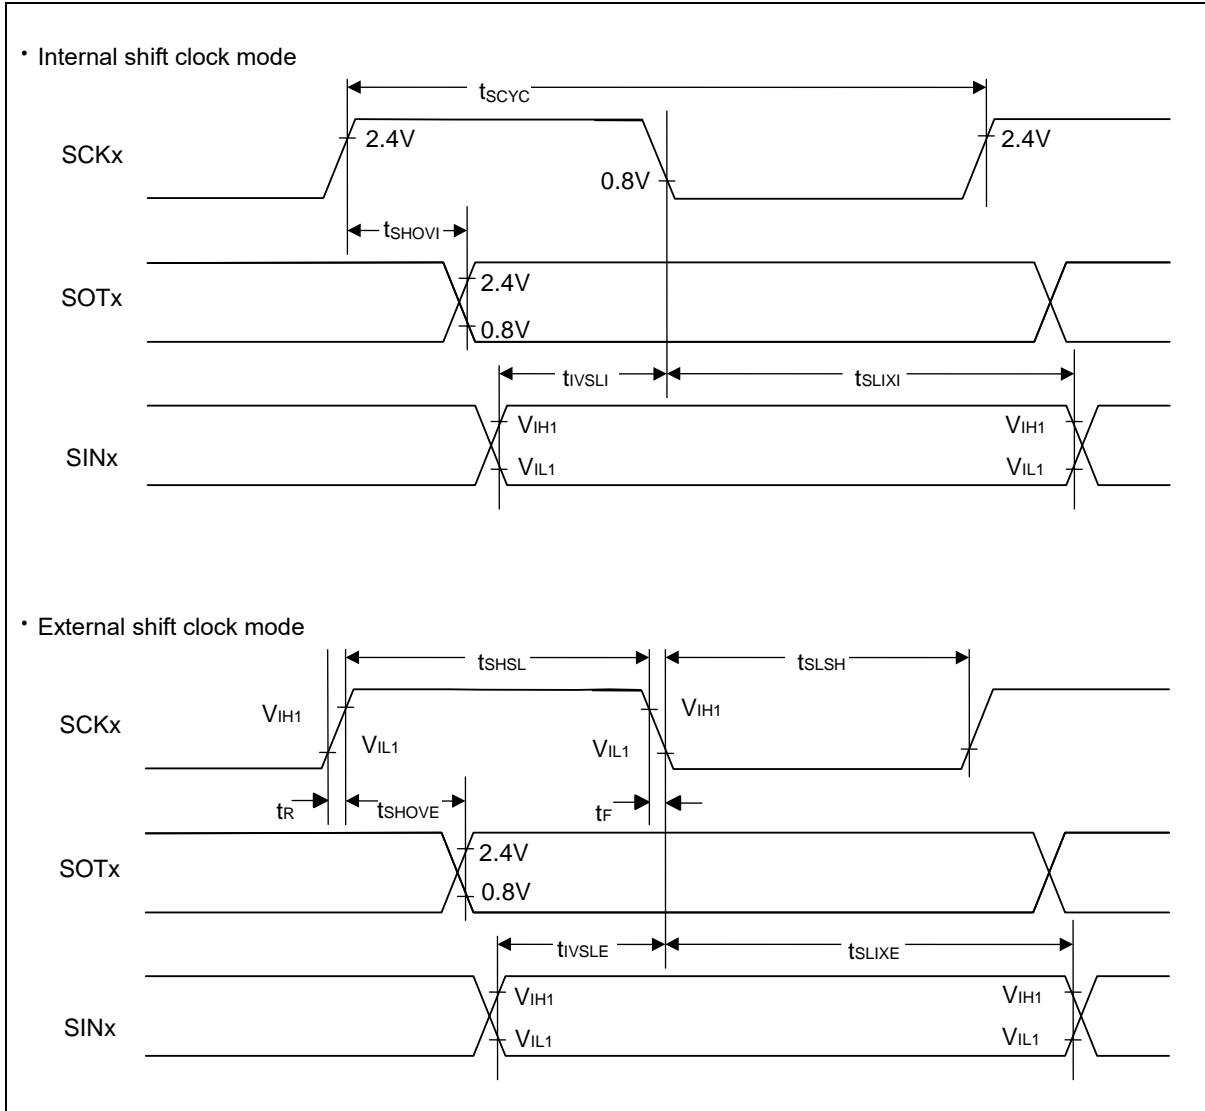 · Internal shift clock mode
tSCYC
SCKx
2.4V
0.8V
2.4V
tSHOVI
SOTx
2.4V
0.8V
tIVSLI
tSLIXI
SINx
VIH1
VIL1
VIH1
VIL1
· External shift clock mode
tSHSL
tSLSH
SCKx
VIH1
VIL1
VIL1
VIH1
tR
tSHOVE
tF
SOTx
2.4V
0.8V
tIVSLE
tSLIXE
SINx
VIH1
VIL1
VIH1
VIL1